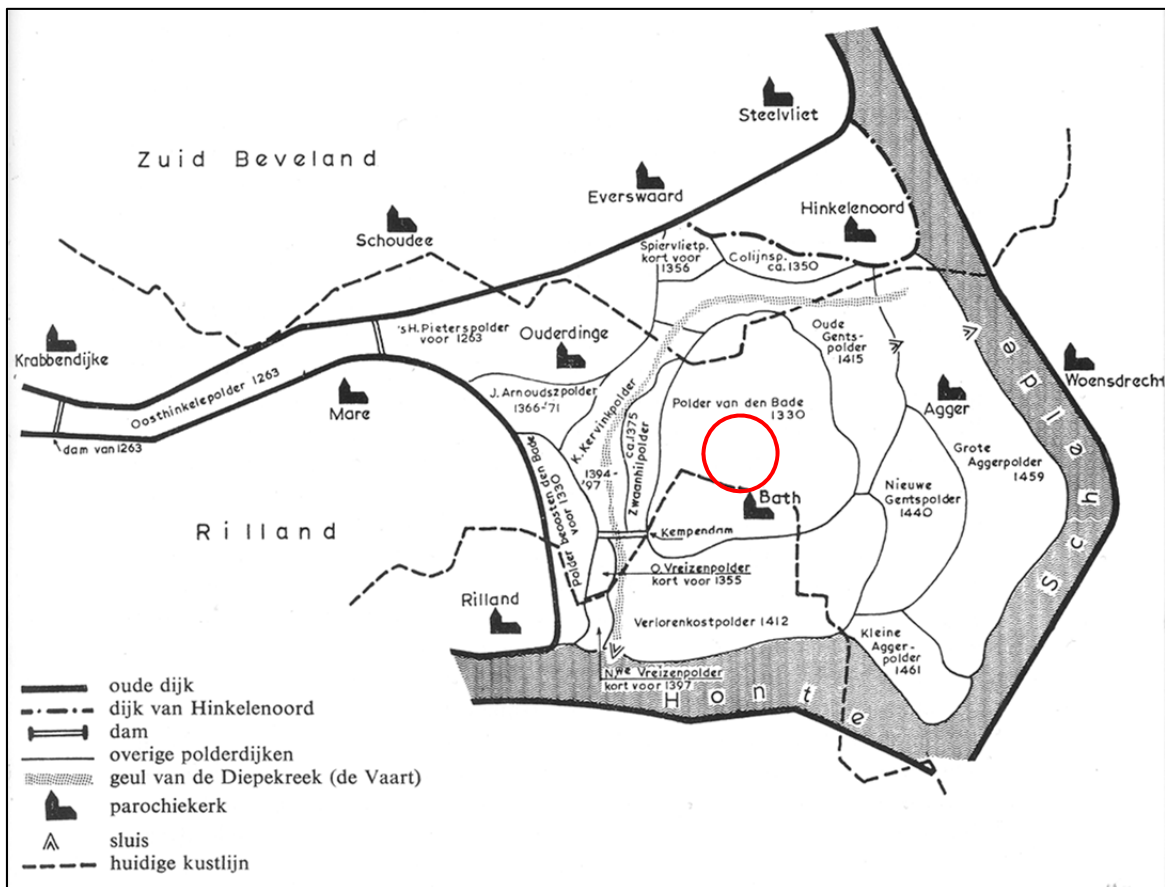 Steelvliet
Zuid Beveland
Everswaard
Hinkelenoord
Schoudee
Spiervlietp.
kort voor
1356
Colijnsp.
ca. 1350
'sH. Pieterspolder
voor 1263
Ouderdinge
Oude
Gents-
polder
1415
Krabbendijke
Oosthinkelepolder 1263
Woensdrecht
Mare
J. Arnoudszpolder
1366-'71
Polder van den Bade
1330
Agger
dam van 1263
K. Kervinkpolder
1394-
'97
ca. 1375
Zwaanhilpolder
Grote
Aggerpolder
1459
Nieuwe
Gentspolder
1440
Bath
Polder beoosten den Bade
voor 1330
Rilland
Kempendam
O. Vreizenpolder
kort voor 1355
Rilland
Verlorenkostpolder 1412
Kleine
Agger-
polder
1461
Schelpe
N.we Vreizenpolder
kort voor 1397
Honte
oude dijk
dijk van Hinkelenoord
dam
overige polderdijken
geul van de Diepekreek (de Vaart)
parochiekerk
sluis
huidige kustlijn